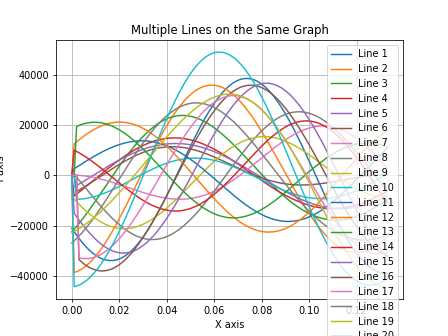 Multiple Lines on the Same Graph
40000
20000
0
−20000
−40000
0.00
0.02
0.04
0.06
0.08
0.10
X axis
Line 1
Line 2
Line 3
Line 4
Line 5
Line 6
Line 7
Line 8
Line 9
Line 10
Line 11
Line 12
Line 13
Line 14
Line 15
Line 16
Line 17
Line 18
Line 19
Line 20